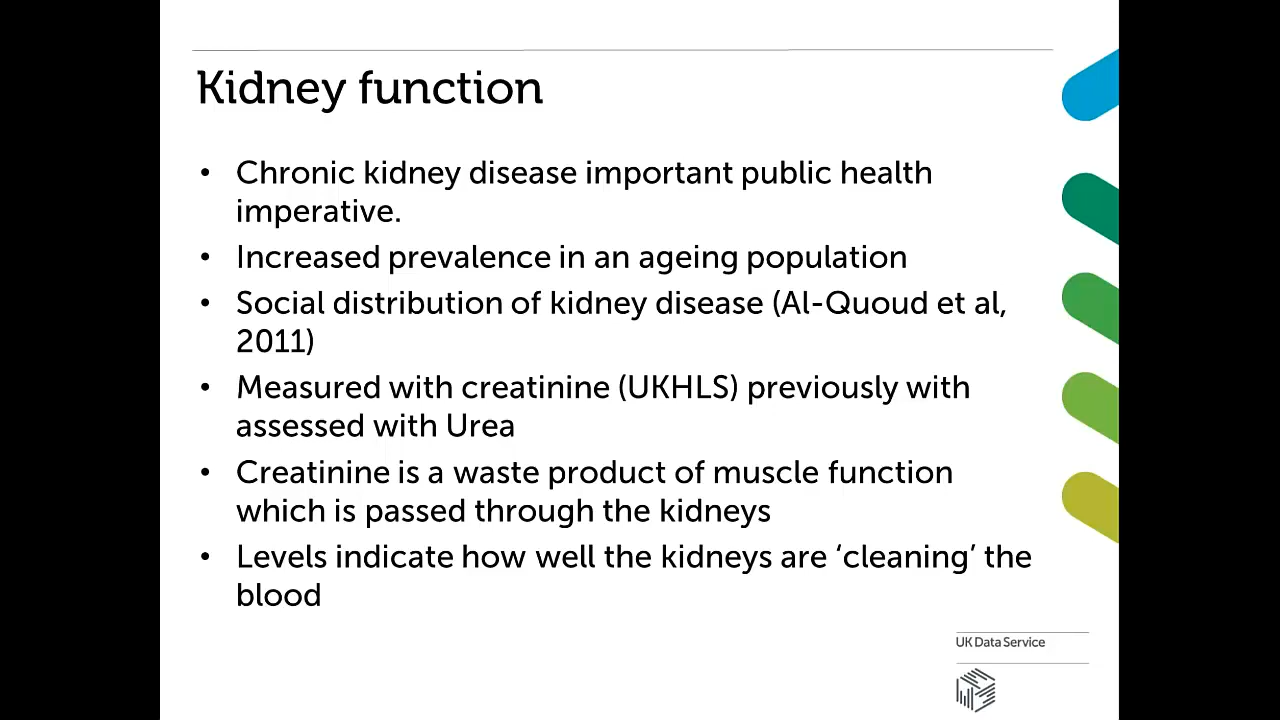 Kidney function
• Chronic kidney disease important public health
imperative.
• Increased prevalence in an ageing population
• Social distribution of kidney disease (Al-Quoud et al,
2011)
• Measured with creatinine (UKHLS) previously with
assessed with Urea
• Creatinine is a waste product of muscle function
which is passed through the kidneys
• Levels indicate how well the kidneys are ‘cleaning’ the
blood
UK Data Service